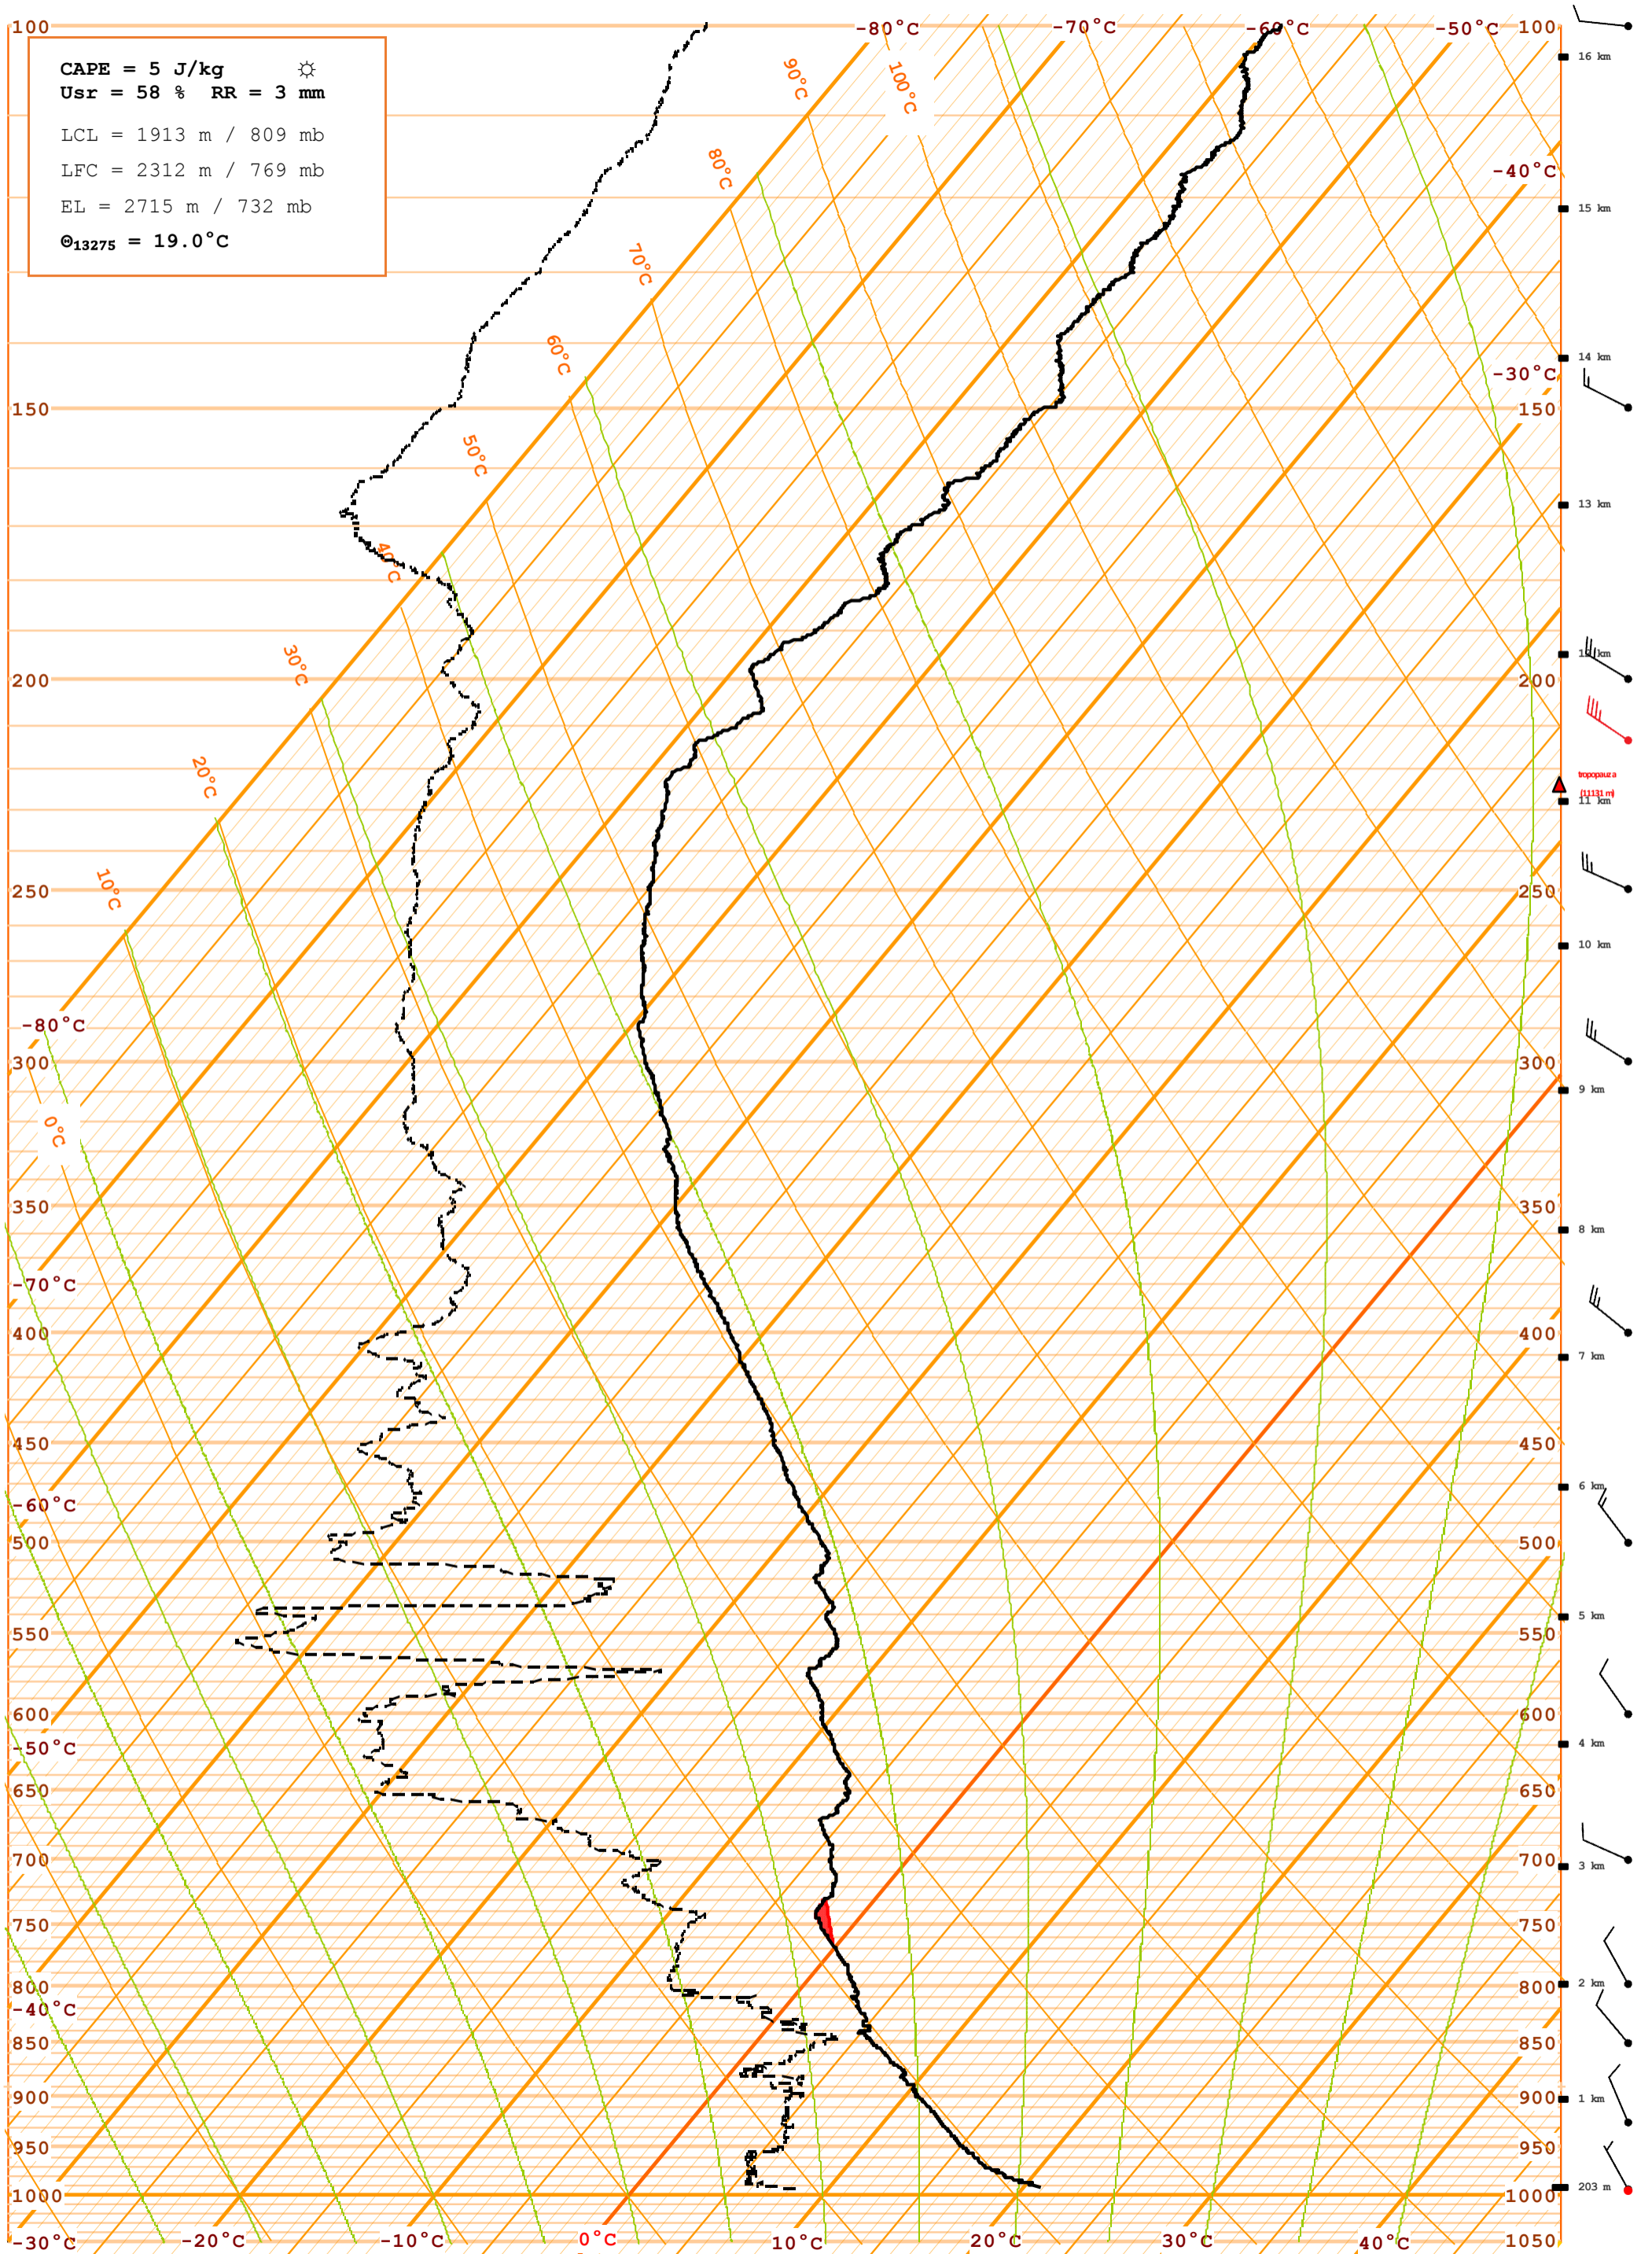 100 -80°C -70°C -60°C -50°C 100
16 km
CAPE = 5 J/kg ☼
Usr = 58 % RR = 3 mm
LCL = 1913 m / 809 mb
LFC = 2312 m / 769 mb
EL = 2715 m / 732 mb
Θ13275 = 19.0°C
90°C 100°C
80°C -40°C
15 km
70°C
60°C 14 km
-30°C
150 150
50°C
13 km
40°C
30°C km
200 200
20°C tropopauza
(11131 m)
11 km
10°C 250 250
10 km
-80°C
300 300
9 km
0°C
350 350
8 km
-70°C
400 400
7 km
450 450
6 km
-60°C
500 500
5 km
550 550
600 600
-50°C 4 km
650 650
700 700
3 km
750 750
800 800 2 km
-40°C
850 850
900 900 1 km
950 950
1000 1000 203 m
-30°C -20°C -10°C 0°C 10°C 20°C 30°C 40°C 1050